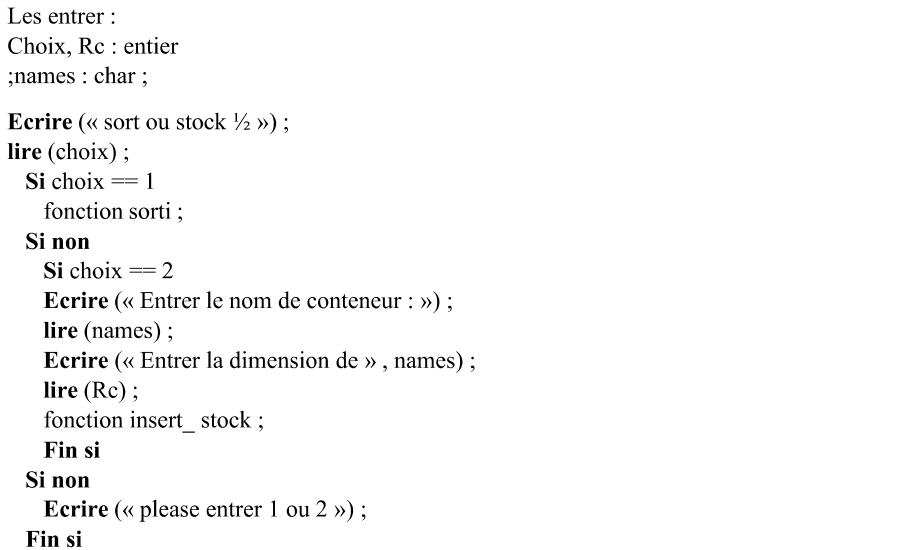 Les entrer :
Choix, Rc : entier
;names : char ;
Ecrire (« sort ou stock ½ ») ;
lire (choix) ;
Si choix == 1
fonction sorti ;
Si non
Si choix == 2
Ecrire (« Entrer le nom de conteneur : ») ;
lire (names) ;
Ecrire (« Entrer la dimension de » , names) ;
lire (Rc) ;
fonction insert_ stock ;
Fin si
Si non
Ecrire (« please entrer 1 ou 2 ») ;
Fin si